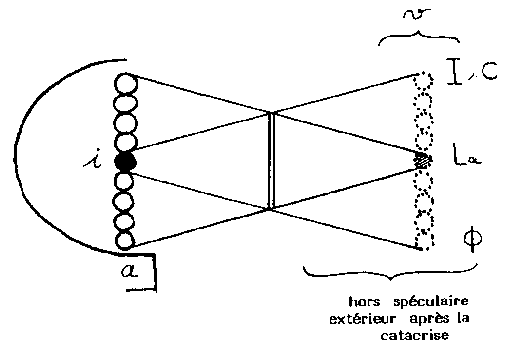 v
I, C
i
La
a
Φ
hors spéculaire
extérieur après la
catacrise